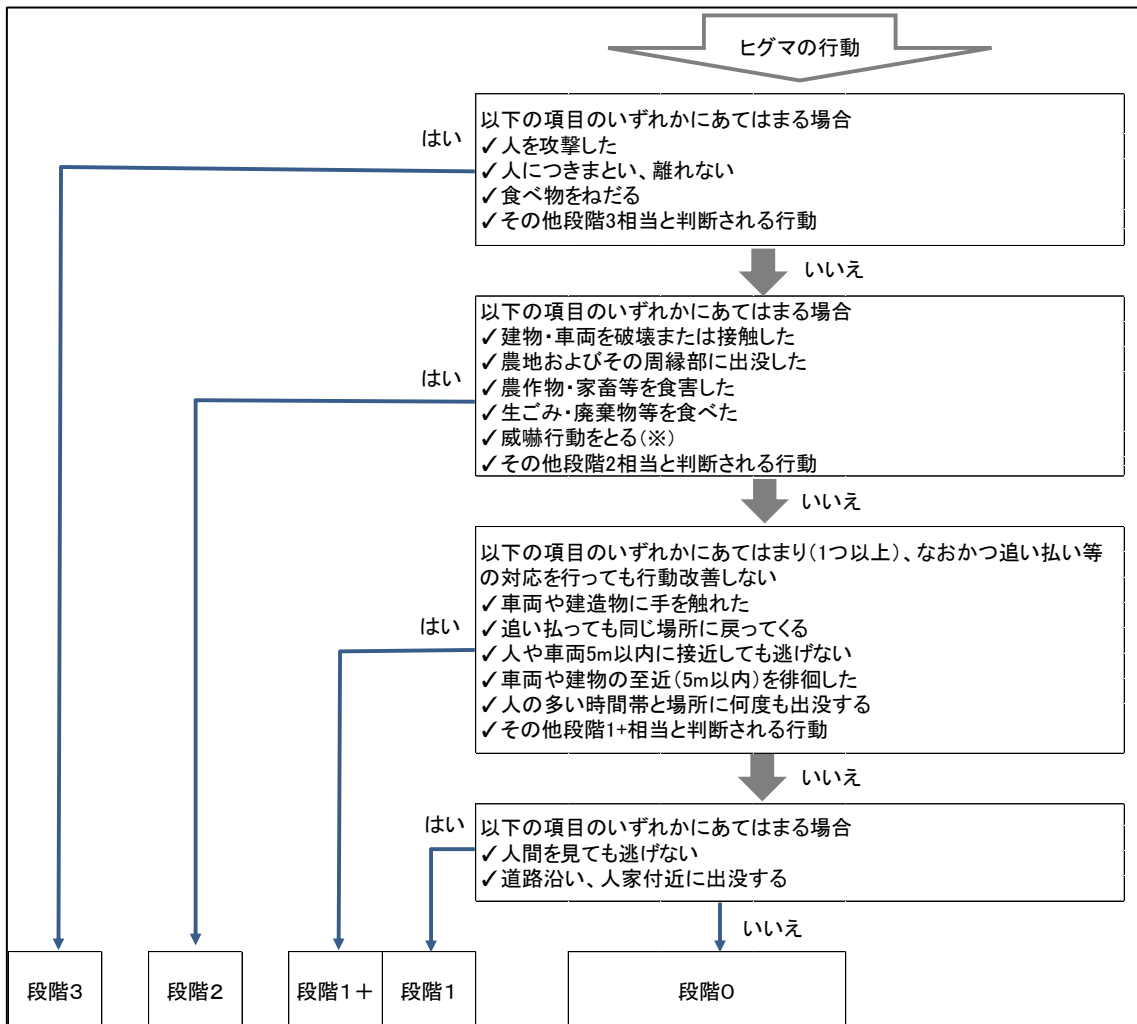 ヒグマの行動
以下の項目のいずれかにあてはまる場合
✓人を攻撃した
✓人につきまとい、離れない
✓食べ物をねだる
✓その他段階3相当と判断される行動
はい
いいえ
以下の項目のいずれかにあてはまる場合
✓建物・車両を破壊または接触した
✓農地およびその周縁部に出没した
✓農作物・家畜等を食害した
✓生ごみ・廃棄物等を食べた
✓威嚇行動をとる(※)
✓その他段階2相当と判断される行動
はい
いいえ
以下の項目のいずれかにあてはまり(1つ以上)、なおかつ追い払い等
の対応を行っても行動改善しない
✓車両や建造物に手を触れた
✓追い払っても同じ場所に戻ってくる
✓人や車両5m以内に接近しても逃げない
✓車両や建物の至近(5m以内)を徘徊した
✓人の多い時間帯と場所に何度も出没する
✓その他段階1+相当と判断される行動
はい
いいえ
以下の項目のいずれかにあてはまる場合
✓人間を見ても逃げない
✓道路沿い、人家付近に出没する
はい
いいえ
段階3
段階2
段階1+
段階1
段階0